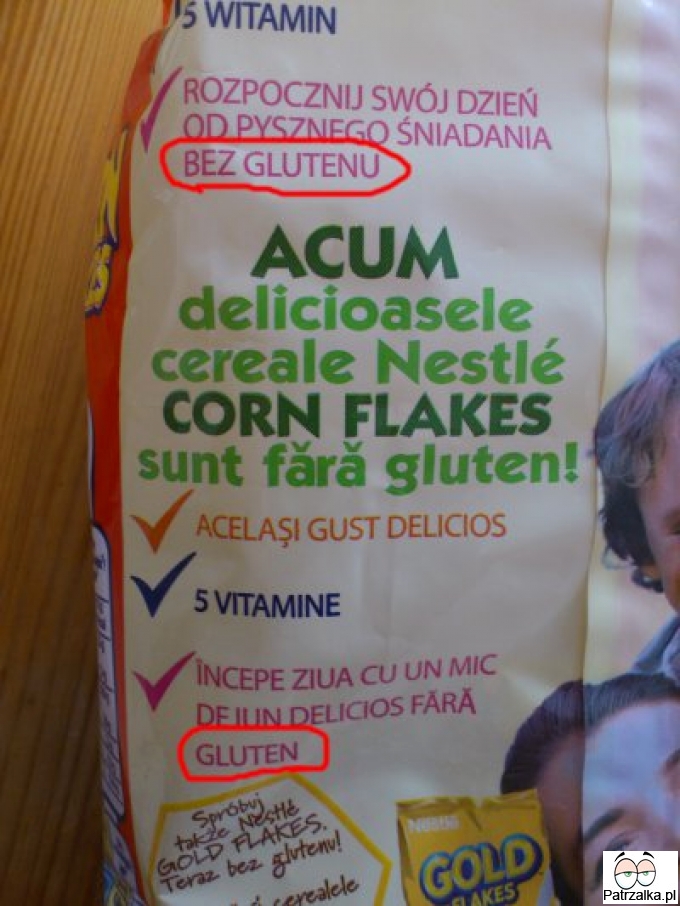 5 WITAMIN
ROZPOCZNIJ SWÓJ DZIEŃ
OD PYSZNEGO ŚNIADANIA
BEZ GLUTENU
ACUM
delicioasele
cereale Nestlé
CORN FLAKES
sunt fără gluten!
ACELAȘI GUST DELICIOS
5 VITAMINE
ÎNCEPE ZIUA CU UN MIC
DEJUN DELICIOS FĂRĂ
GLUTEN
Spróbuj
także Nestlé
GOLD FLAKES.
Teraz bez glutenu!
cerealele
Nestlé
GOLD
FLAKES
Patrzalka.pl